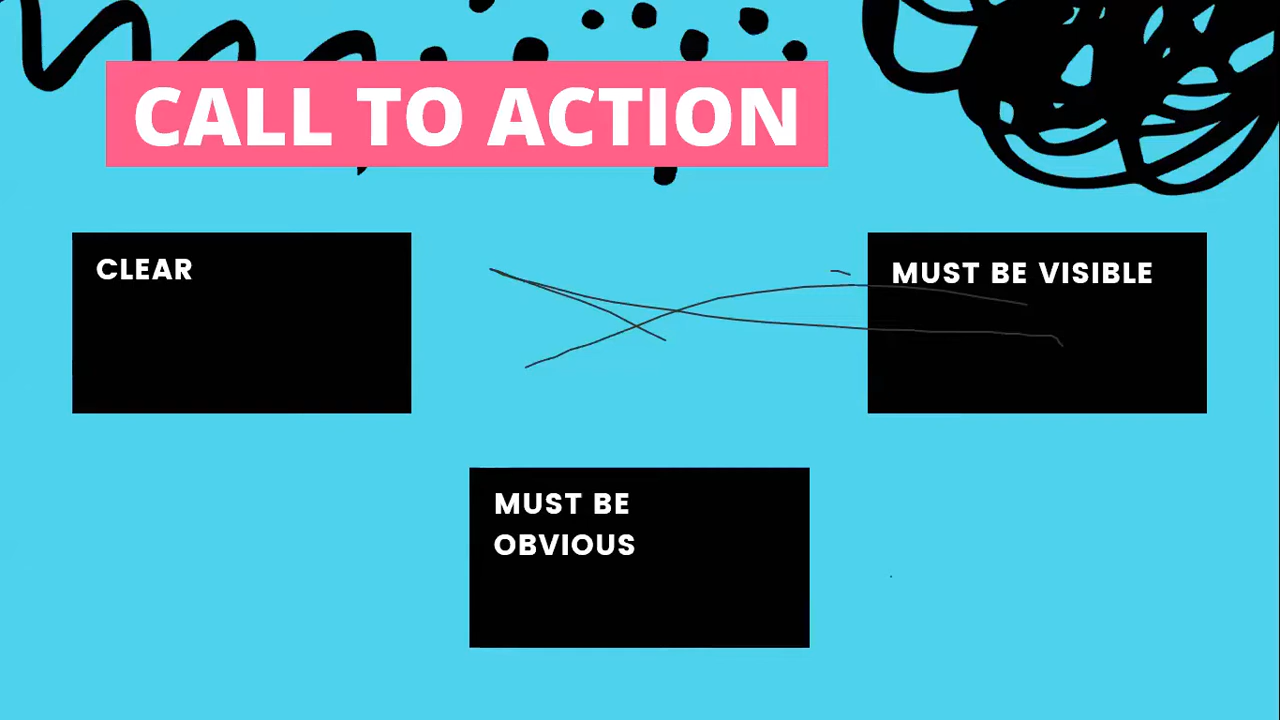 CALL TO ACTION
CLEAR
MUST BE VISIBLE
MUST BE
OBVIOUS